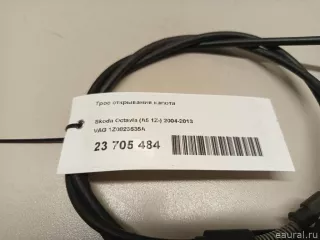 Трос открывания капота
Skoda Octavia (A5 1Z-) 2004-2013
VAG 1Z0823535A
23 705 484
eaural.ru